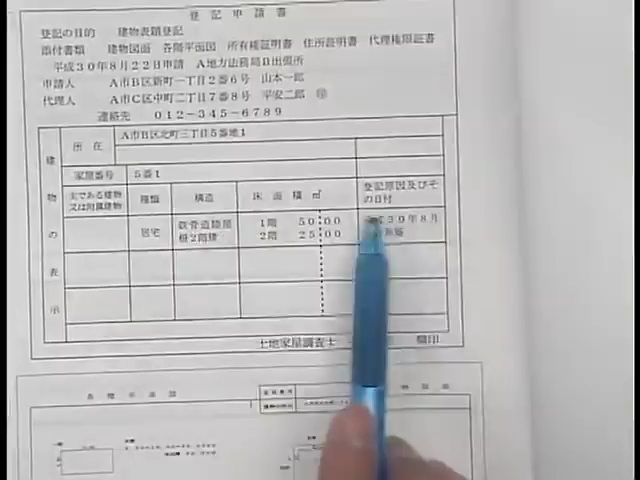 登記申請書
登記の目的 建物表題登記
添付書類 建物図面 各階平面図 所有権証明書 住所証明書 代理権限証書
平成30年8月22日申請 A地方法務局B出張所
申請人 A市B区新町一丁目2番6号 山本一郎
代理人 A市C区中町二丁目7番8号 平安二郎 ㊞
連絡先 012-345-6789
建物の表示
所在 A市B区北町三丁目5番地1
家屋番号 5番1
主である建物又は附属建物 種類 構造 床面積 ㎡ 登記原因及びその日付
居宅 鉄骨造陸屋根2階建 1階 50:00 30年8月
2階 25:00
土地家屋調査士 職印